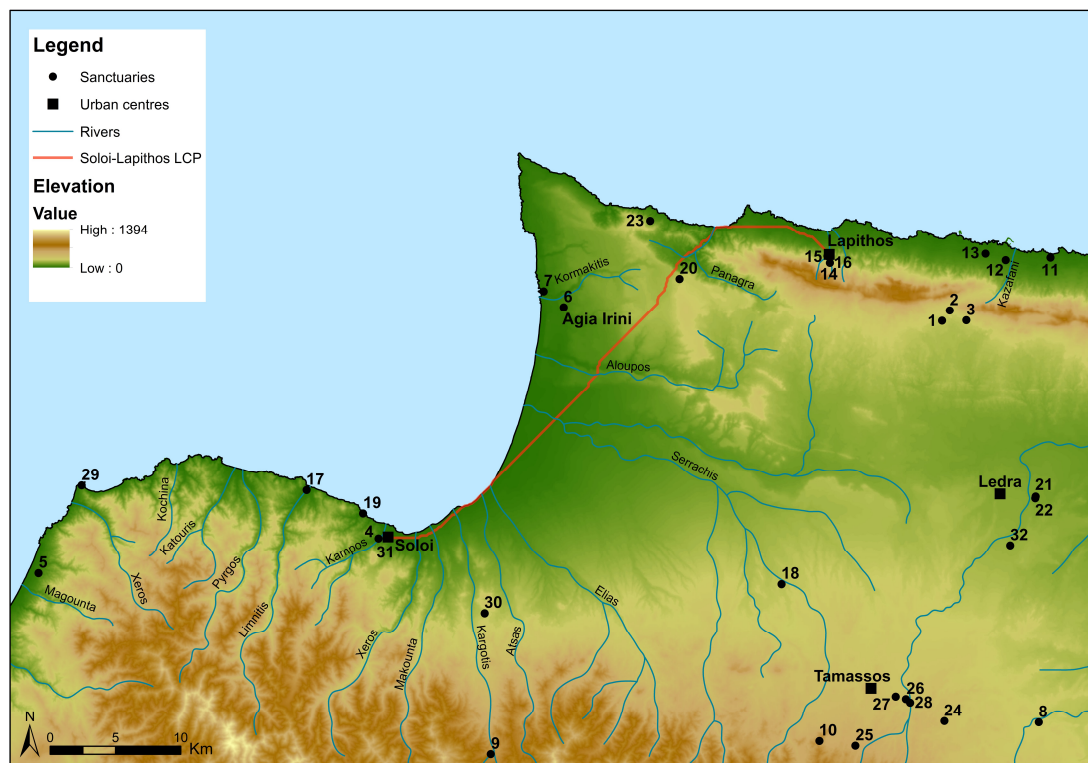 Legend
Sanctuaries
Urban centres
Rivers
Soloi-Lapithos LCP
Elevation
Value
High : 1394
Low : 0
23
Lapithos
15
16
14
13
12
11
Kazafani
Kormakitis
7
6
Agia Irini
20
Panagra
2
1
3
Aloupos
Serrachis
29
Kochina
17
19
Katouris
4
31
Soloi
Karnpos
5
Magounta
Xeros
Pyrgos
Limnitis
Xeros
Makounta
30
Kargotis
Atsas
Elias
18
Ledra
21
22
32
Tamassos
26
27
28
24
8
10
25
9
N
0
5
10
Km